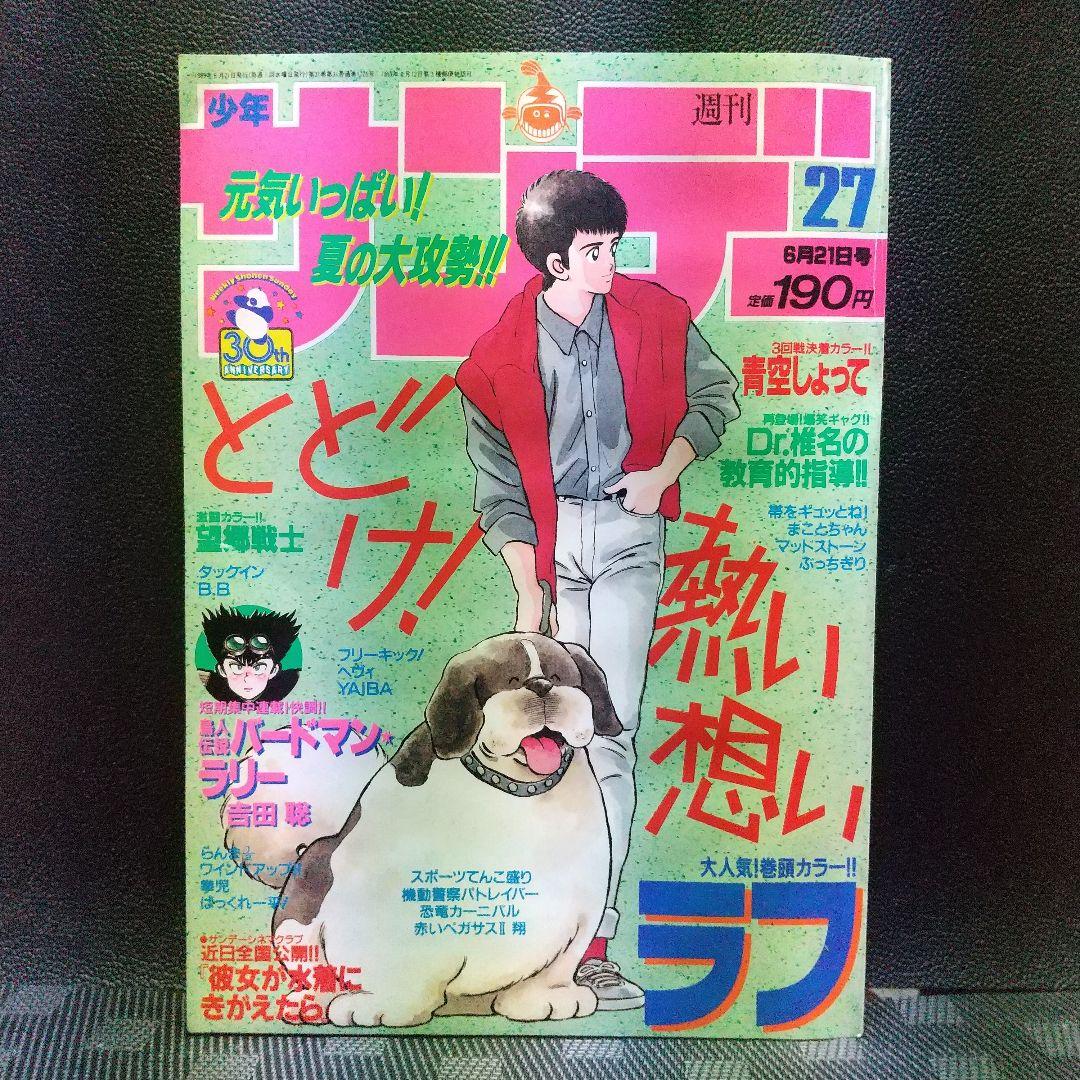 少年
サンデー
週刊
27
6月21日号
定価190円
元気いっぱい!
夏の大攻勢!!
Weekly Shonen Sunday
30th
ANNIVERSARY
3回戦決着カラー!!
青空しょって
再登場!爆笑ギャグ!!
Dr.椎名の
教育的指導!!
帯をギュッとね!
まことちゃん
マッドストーン
ぶっちぎり
とどけ!
熱い想い
望郷戦士
タックイン
B.B
フリーキック!
ヘヴィ
YAIBA
短期集中連載!快調!!
鳥人伝説バードマン★
ラリー
吉田 聡
らんま½
ワインドアップ!!
拳児
はっくれ一平!
スポーツてんこ盛り
機動警察パトレイバー
恐竜カーニバル
赤いペガサスⅡ 翔
大人気!巻頭カラー!!
ラフ
●サンデーシネマクラブ
近日全国公開!!
『彼女が水着に
きがえたら』